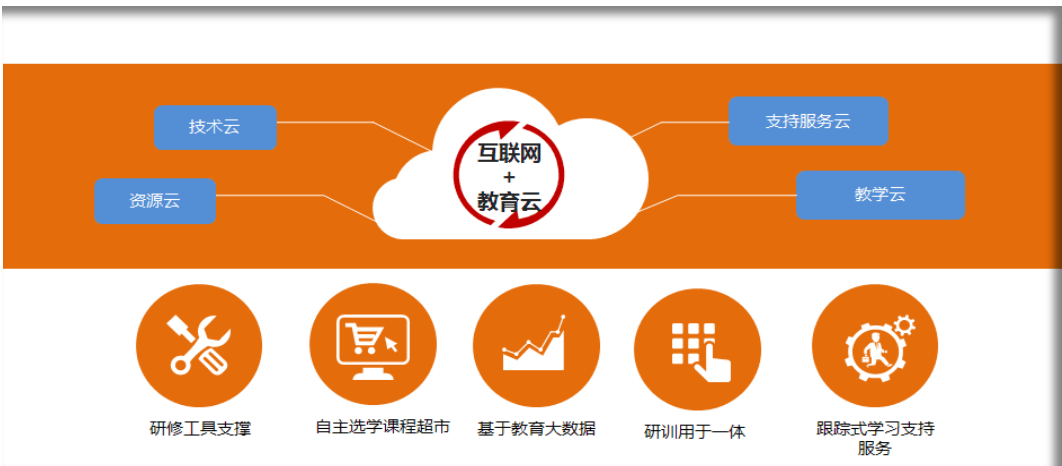 技术云
支持服务云
互联网
+
教育云
资源云
教学云
研修工具支撑
自主选学课程超市
基于教育大数据
研训用于一体
跟踪式学习支持
服务